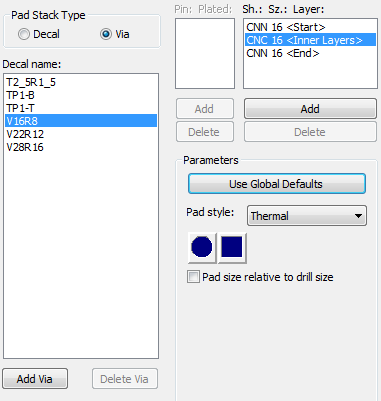 Pad Stack Type
Decal
Via
Decal name:
T2_5R1_5
TP1-B
TP1-T
V16R8
V22R12
V28R16
Add Via
Delete Via
Pin: Plated:
Sh.: Sz.: Layer:
CNN 16 <Start>
CNC 16 <Inner Layers>
CNN 16 <End>
Add
Add
Delete
Delete
Parameters
Use Global Defaults
Pad style:
Thermal
Pad size relative to drill size